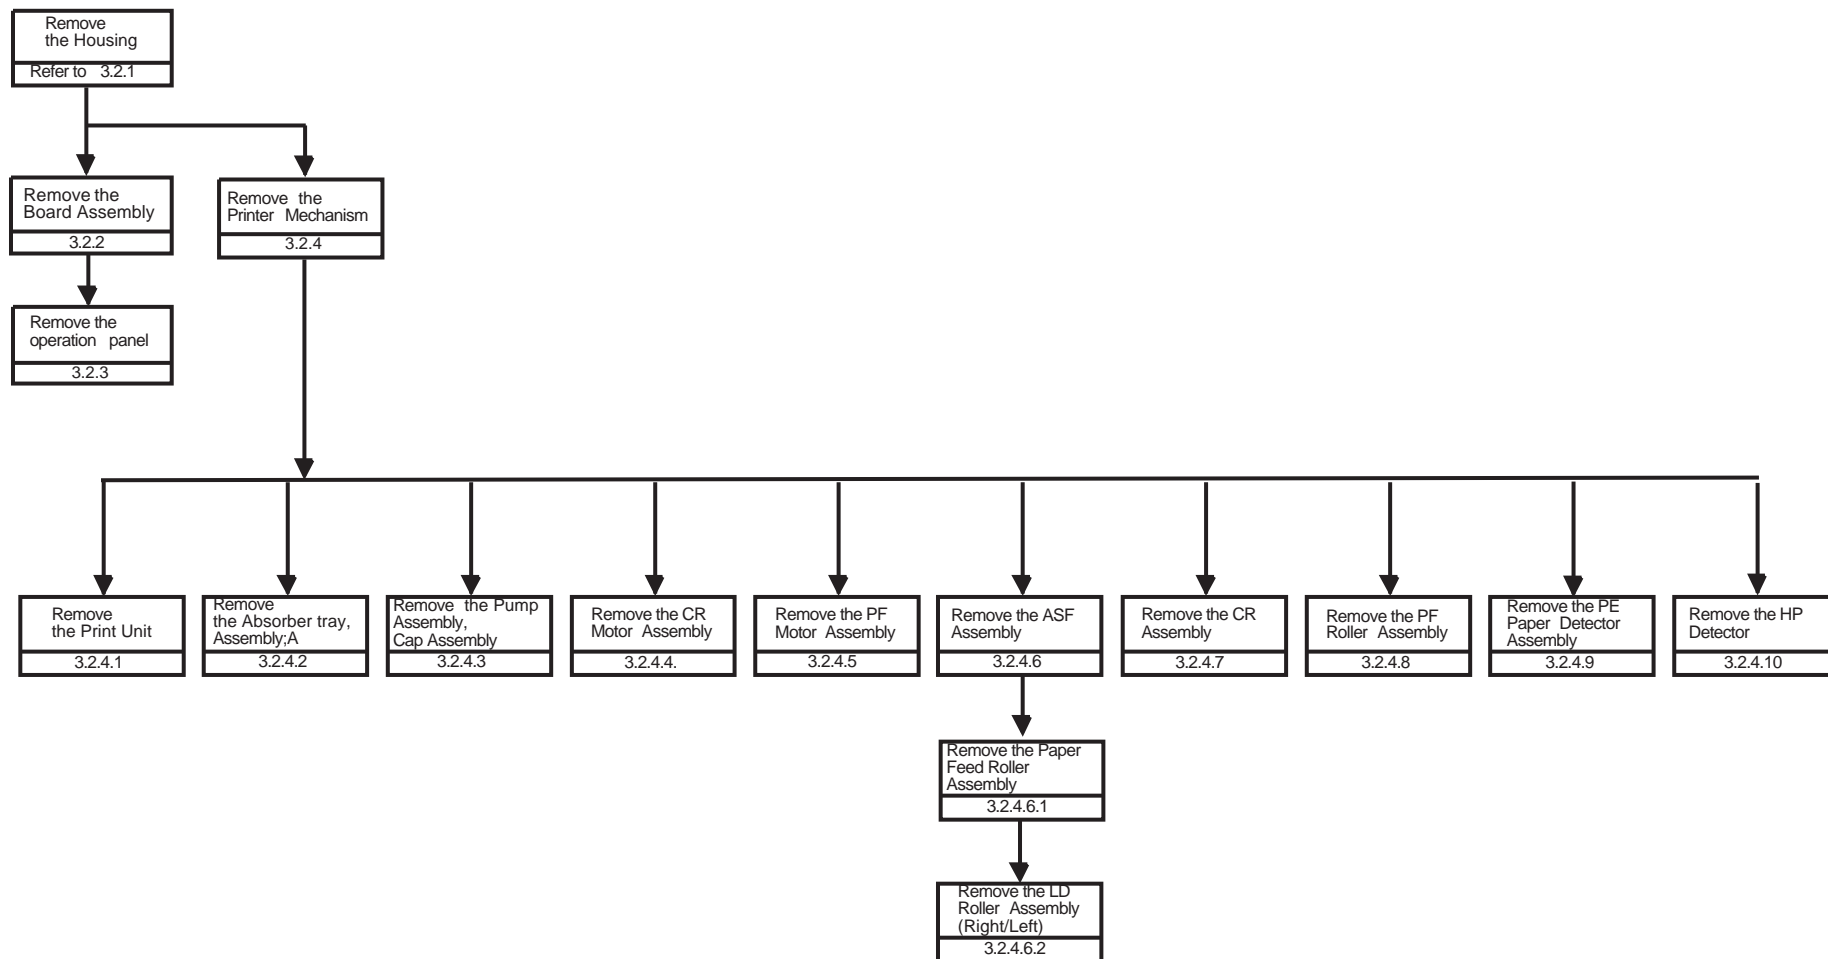 Remove
the Housing
Refer to 3.2.1
Remove the
Board Assembly
3.2.2
Remove the
Printer Mechanism
3.2.4
Remove the
operation panel
3.2.3
Remove
the Print Unit
3.2.4.1
Remove
the Absorber tray,
Assembly;A
3.2.4.2
Remove the Pump
Assembly,
Cap Assembly
3.2.4.3
Remove the CR
Motor Assembly
3.2.4.4.
Remove the PF
Motor Assembly
3.2.4.5
Remove the ASF
Assembly
3.2.4.6
Remove the CR
Assembly
3.2.4.7
Remove the PF
Roller Assembly
3.2.4.8
Remove the PE
Paper Detector
Assembly
3.2.4.9
Remove the HP
Detector
3.2.4.10
Remove the Paper
Feed Roller
Assembly
3.2.4.6.1
Remove the LD
Roller Assembly
(Right/Left)
3.2.4.6.2